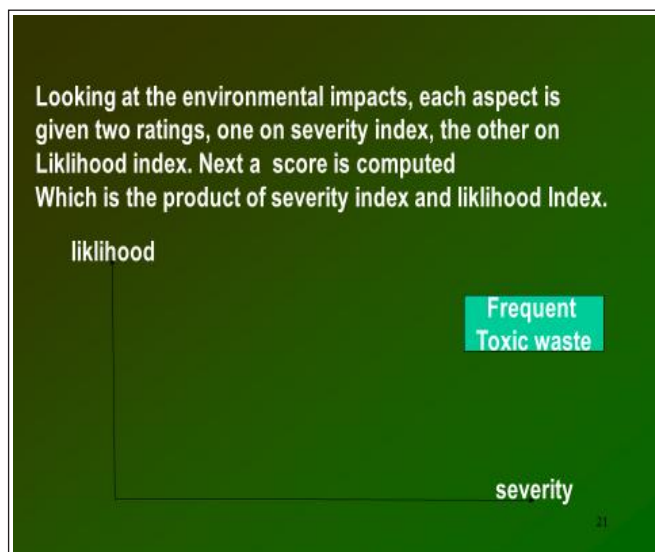 Looking at the environmental impacts, each aspect is
given two ratings, one on severity index, the other on
Liklihood index. Next a score is computed
Which is the product of severity index and liklihood Index.
liklihood
Frequent
Toxic waste
severity
21